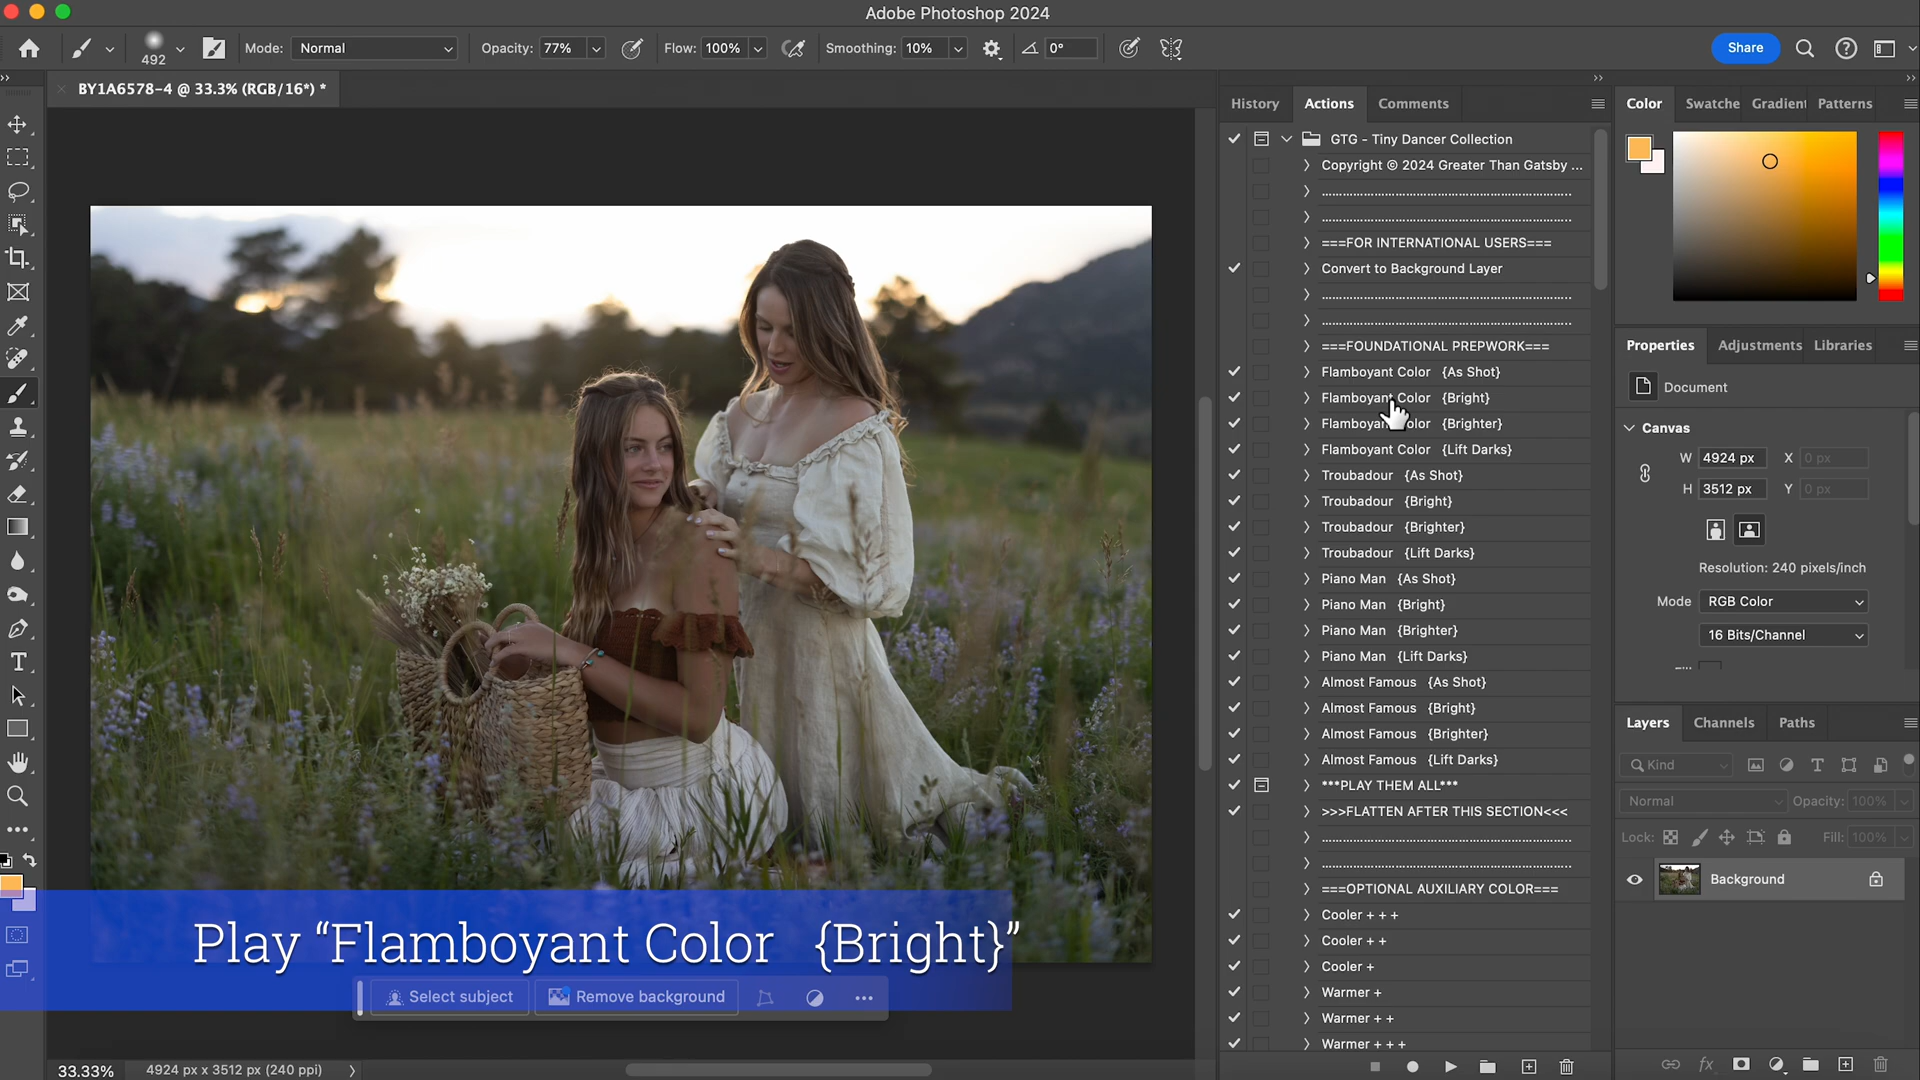 Adobe Photoshop 2024
492
Mode: Normal
Opacity: 77%
Flow: 100%
Smoothing: 10%
0°
Share
BY1A6578-4 @ 33.3% (RGB/16*) *
History
Actions
Comments
GTG - Tiny Dancer Collection
Copyright © 2024 Greater Than Gatsby ...
===FOR INTERNATIONAL USERS===
Convert to Background Layer
===FOUNDATIONAL PREPWORK===
Flamboyant Color {As Shot}
Flamboyant Color {Bright}
Flamboyant Color {Brighter}
Flamboyant Color {Lift Darks}
Troubadour {As Shot}
Troubadour {Bright}
Troubadour {Brighter}
Troubadour {Lift Darks}
Piano Man {As Shot}
Piano Man {Bright}
Piano Man {Brighter}
Piano Man {Lift Darks}
Almost Famous {As Shot}
Almost Famous {Bright}
Almost Famous {Brighter}
Almost Famous {Lift Darks}
***PLAY THEM ALL***
>>>FLATTEN AFTER THIS SECTION<<<
===OPTIONAL AUXILIARY COLOR===
Cooler + + +
Cooler + +
Cooler +
Warmer +
Warmer + +
Warmer + + +
Color
Swatche
Gradient
Patterns
Properties
Adjustments
Libraries
Document
Canvas
W 4924 px X 0 px
H 3512 px Y 0 px
Resolution: 240 pixels/inch
Mode RGB Color
16 Bits/Channel
Layers
Channels
Paths
Kind
Normal Opacity: 100%
Lock: Fill: 100%
Background
Play “Flamboyant Color {Bright}”
Select subject
Remove background
33.33% 4924 px x 3512 px (240 ppi)